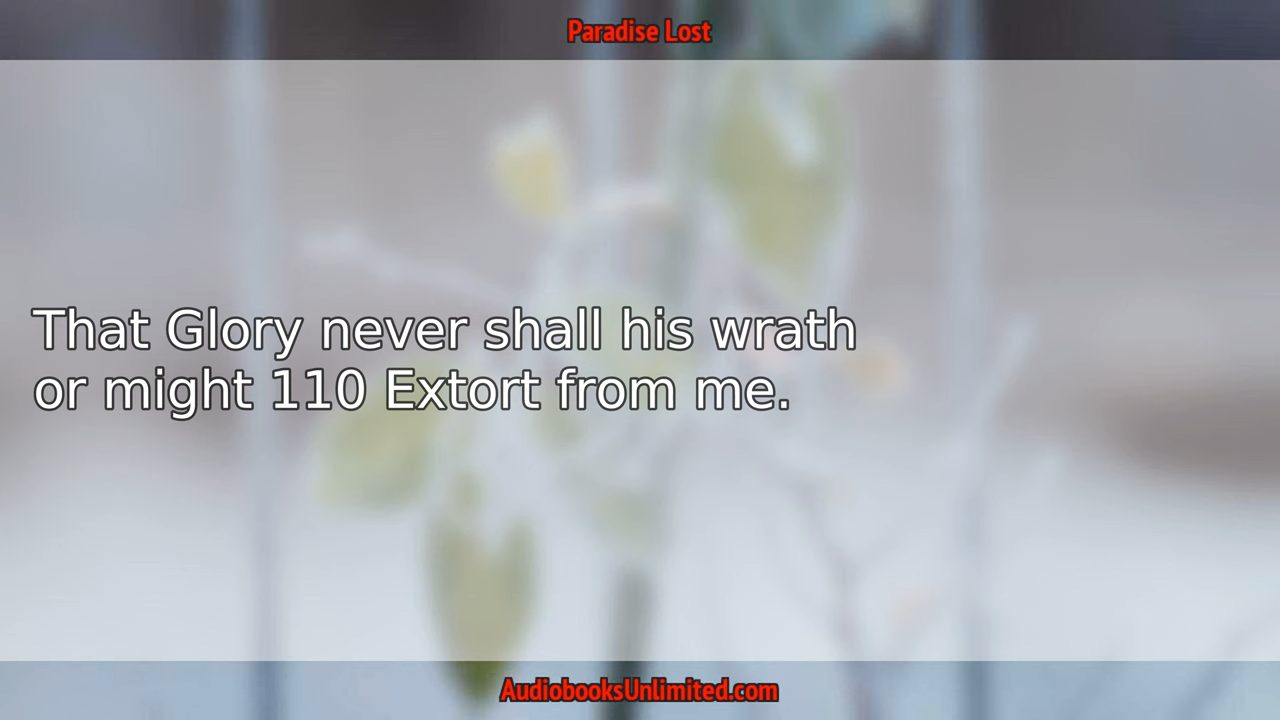 Paradise Lost
That Glory never shall his wrath
or might 110 Extort from me.
AudiobooksUnlimited.com